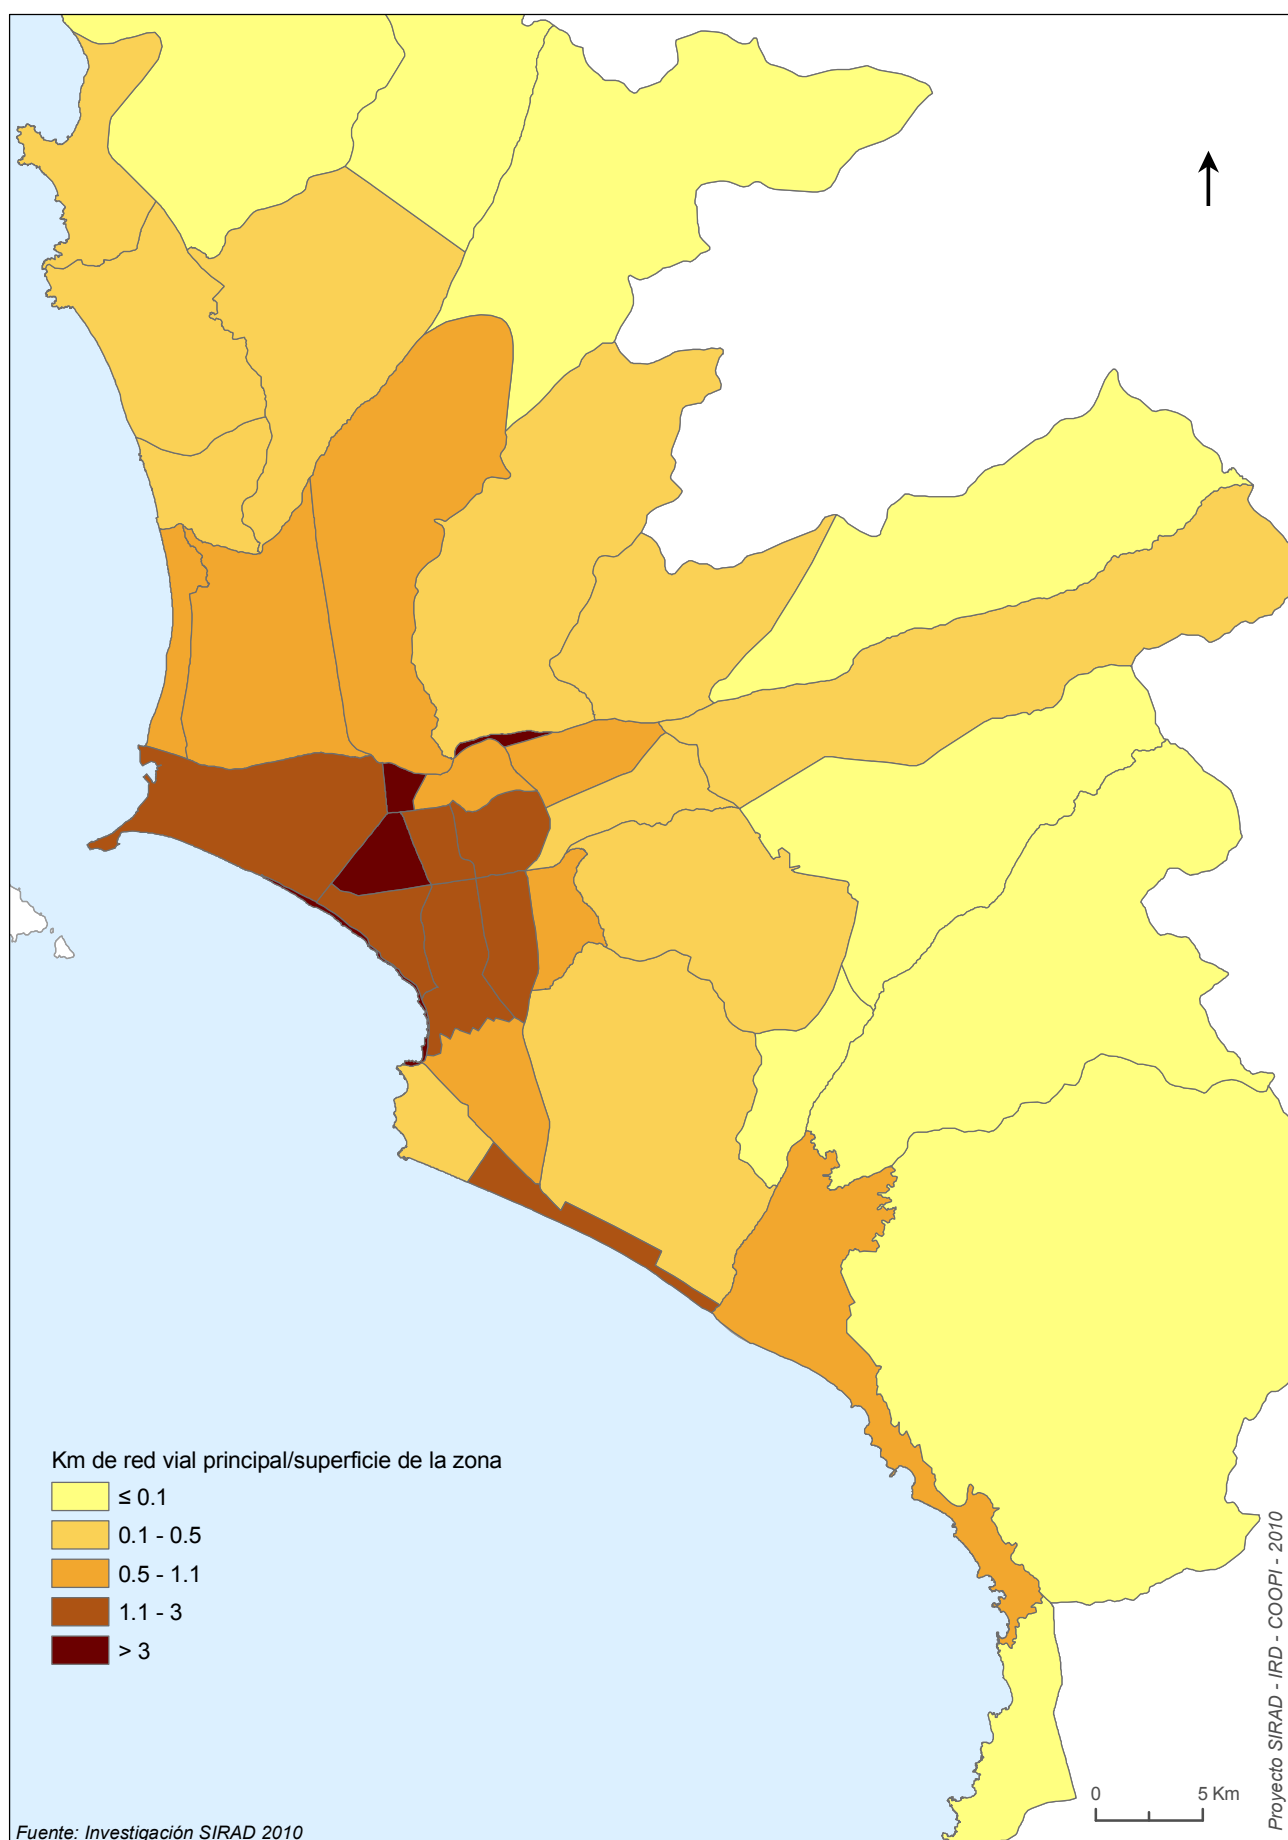 Km de red vial principal/superficie de la zona
≤ 0.1
0.1 - 0.5
0.5 - 1.1
1.1 - 3
> 3
0 5 Km
Fuente: Investigación SIRAD 2010
Proyecto SIRAD - IRD - COOPI - 2010